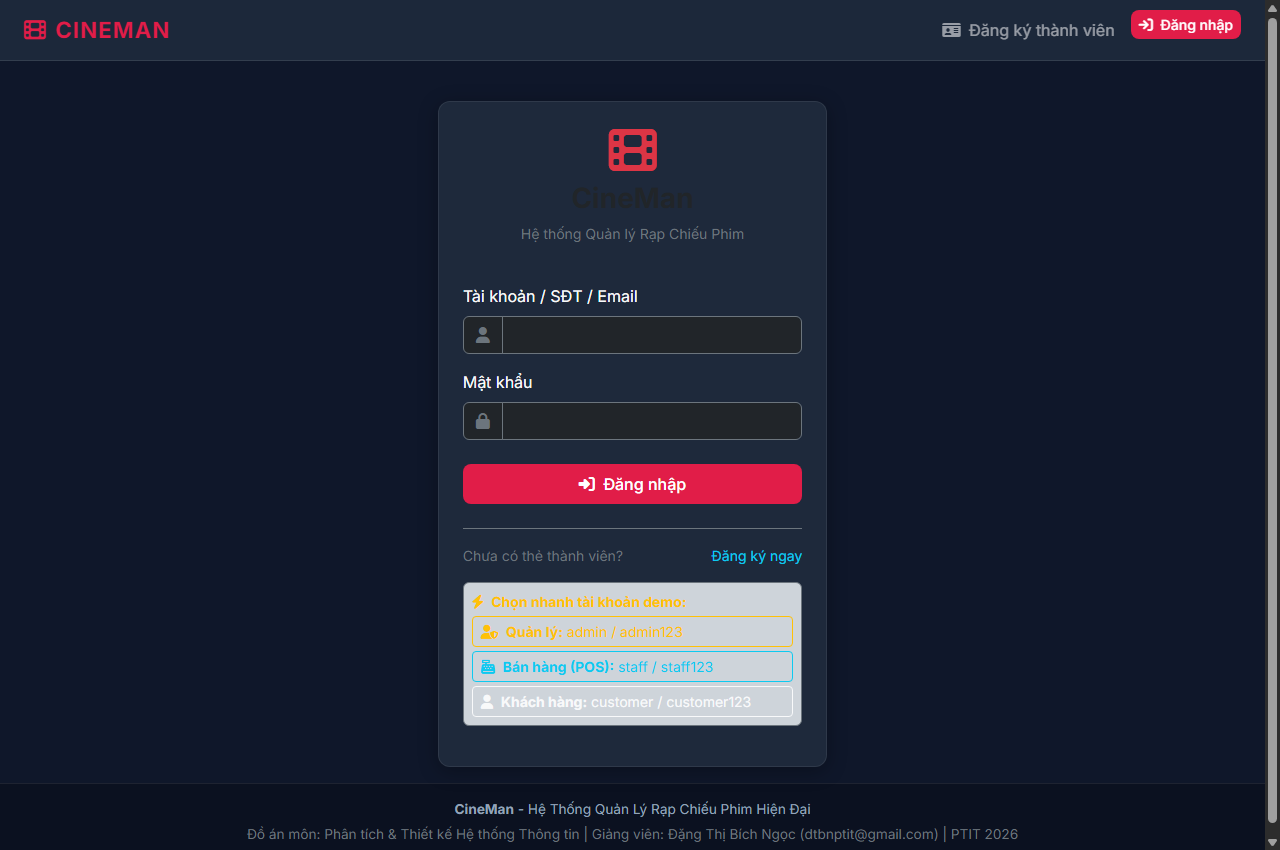 CINEMAN
Đăng ký thành viên
Đăng nhập
CineMan
Hệ thống Quản lý Rạp Chiếu Phim
Tài khoản / SĐT / Email
Mật khẩu
Đăng nhập
Chưa có thẻ thành viên?
Đăng ký ngay
Chọn nhanh tài khoản demo:
Quản lý: admin / admin123
Bán hàng (POS): staff / staff123
Khách hàng: customer / customer123
CineMan - Hệ Thống Quản Lý Rạp Chiếu Phim Hiện Đại
Đồ án môn: Phân tích & Thiết kế Hệ thống Thông tin | Giảng viên: Đặng Thị Bích Ngọc (dtbnptit@gmail.com) | PTIT 2026